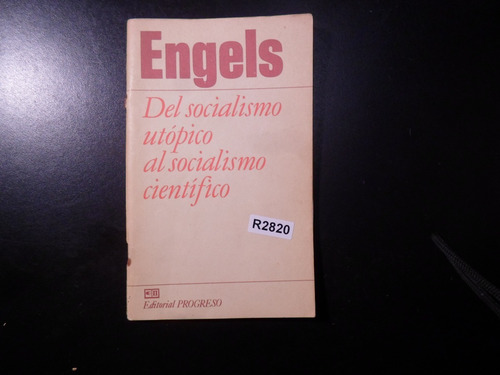 Engels
Del socialismo
utópico
al socialismo
científico
R2820
Editorial PROGRESO